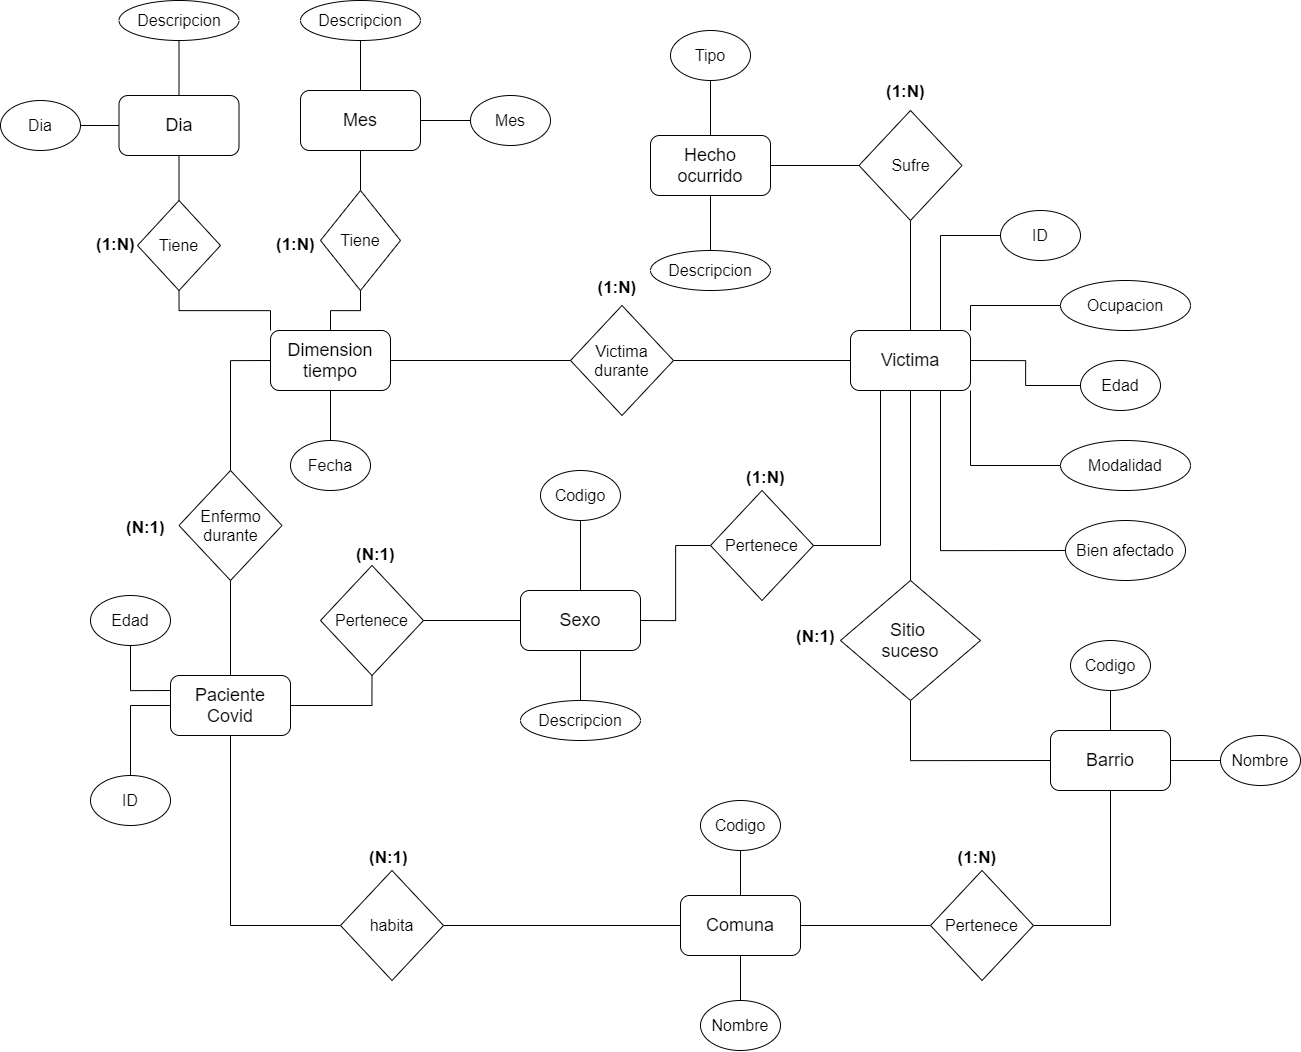 Descripcion
Descripcion
Tipo
(1:N)
Dia
Dia
Mes
Mes
Hecho
ocurrido
Sufre
(1:N)
Tiene
(1:N)
Tiene
ID
Descripcion
(1:N)
Ocupacion
Dimension
tiempo
Victima
durante
Victima
Edad
Fecha
Modalidad
(1:N)
Codigo
(N:1)
Enfermo
durante
(N:1)
Pertenece
Bien afectado
Edad
Pertenece
Sexo
(N:1)
Sitio
suceso
Codigo
Paciente
Covid
Descripcion
Barrio
Nombre
ID
Codigo
(N:1)
(1:N)
habita
Comuna
Pertenece
Nombre